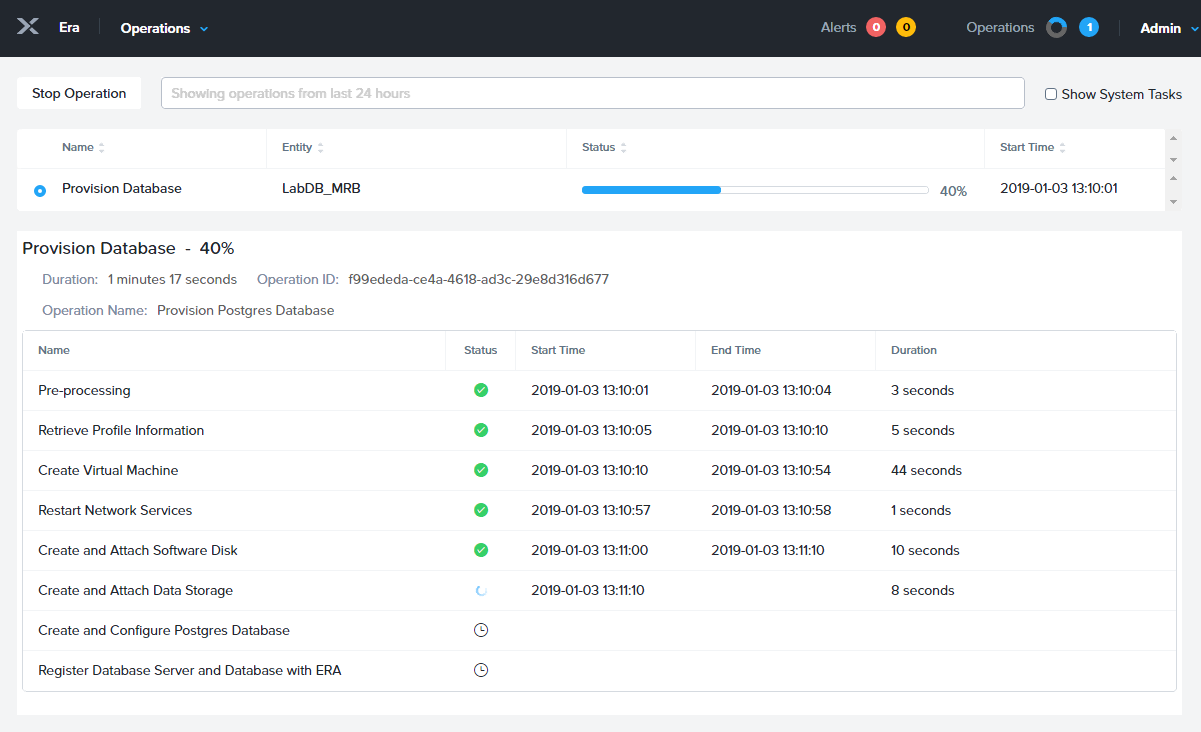 Era Operations Alerts 0 0 Operations 1 Admin
Stop Operation Showing operations from last 24 hours Show System Tasks
Name Entity Status Start Time
Provision Database LabDB_MRB 40% 2019-01-03 13:10:01
Provision Database - 40%
Duration: 1 minutes 17 seconds Operation ID: f99ededa-ce4a-4618-ad3c-29e8d316d677
Operation Name: Provision Postgres Database
Name Status Start Time End Time Duration
Pre-processing 2019-01-03 13:10:01 2019-01-03 13:10:04 3 seconds
Retrieve Profile Information 2019-01-03 13:10:05 2019-01-03 13:10:10 5 seconds
Create Virtual Machine 2019-01-03 13:10:10 2019-01-03 13:10:54 44 seconds
Restart Network Services 2019-01-03 13:10:57 2019-01-03 13:10:58 1 seconds
Create and Attach Software Disk 2019-01-03 13:11:00 2019-01-03 13:11:10 10 seconds
Create and Attach Data Storage 2019-01-03 13:11:10 8 seconds
Create and Configure Postgres Database
Register Database Server and Database with ERA